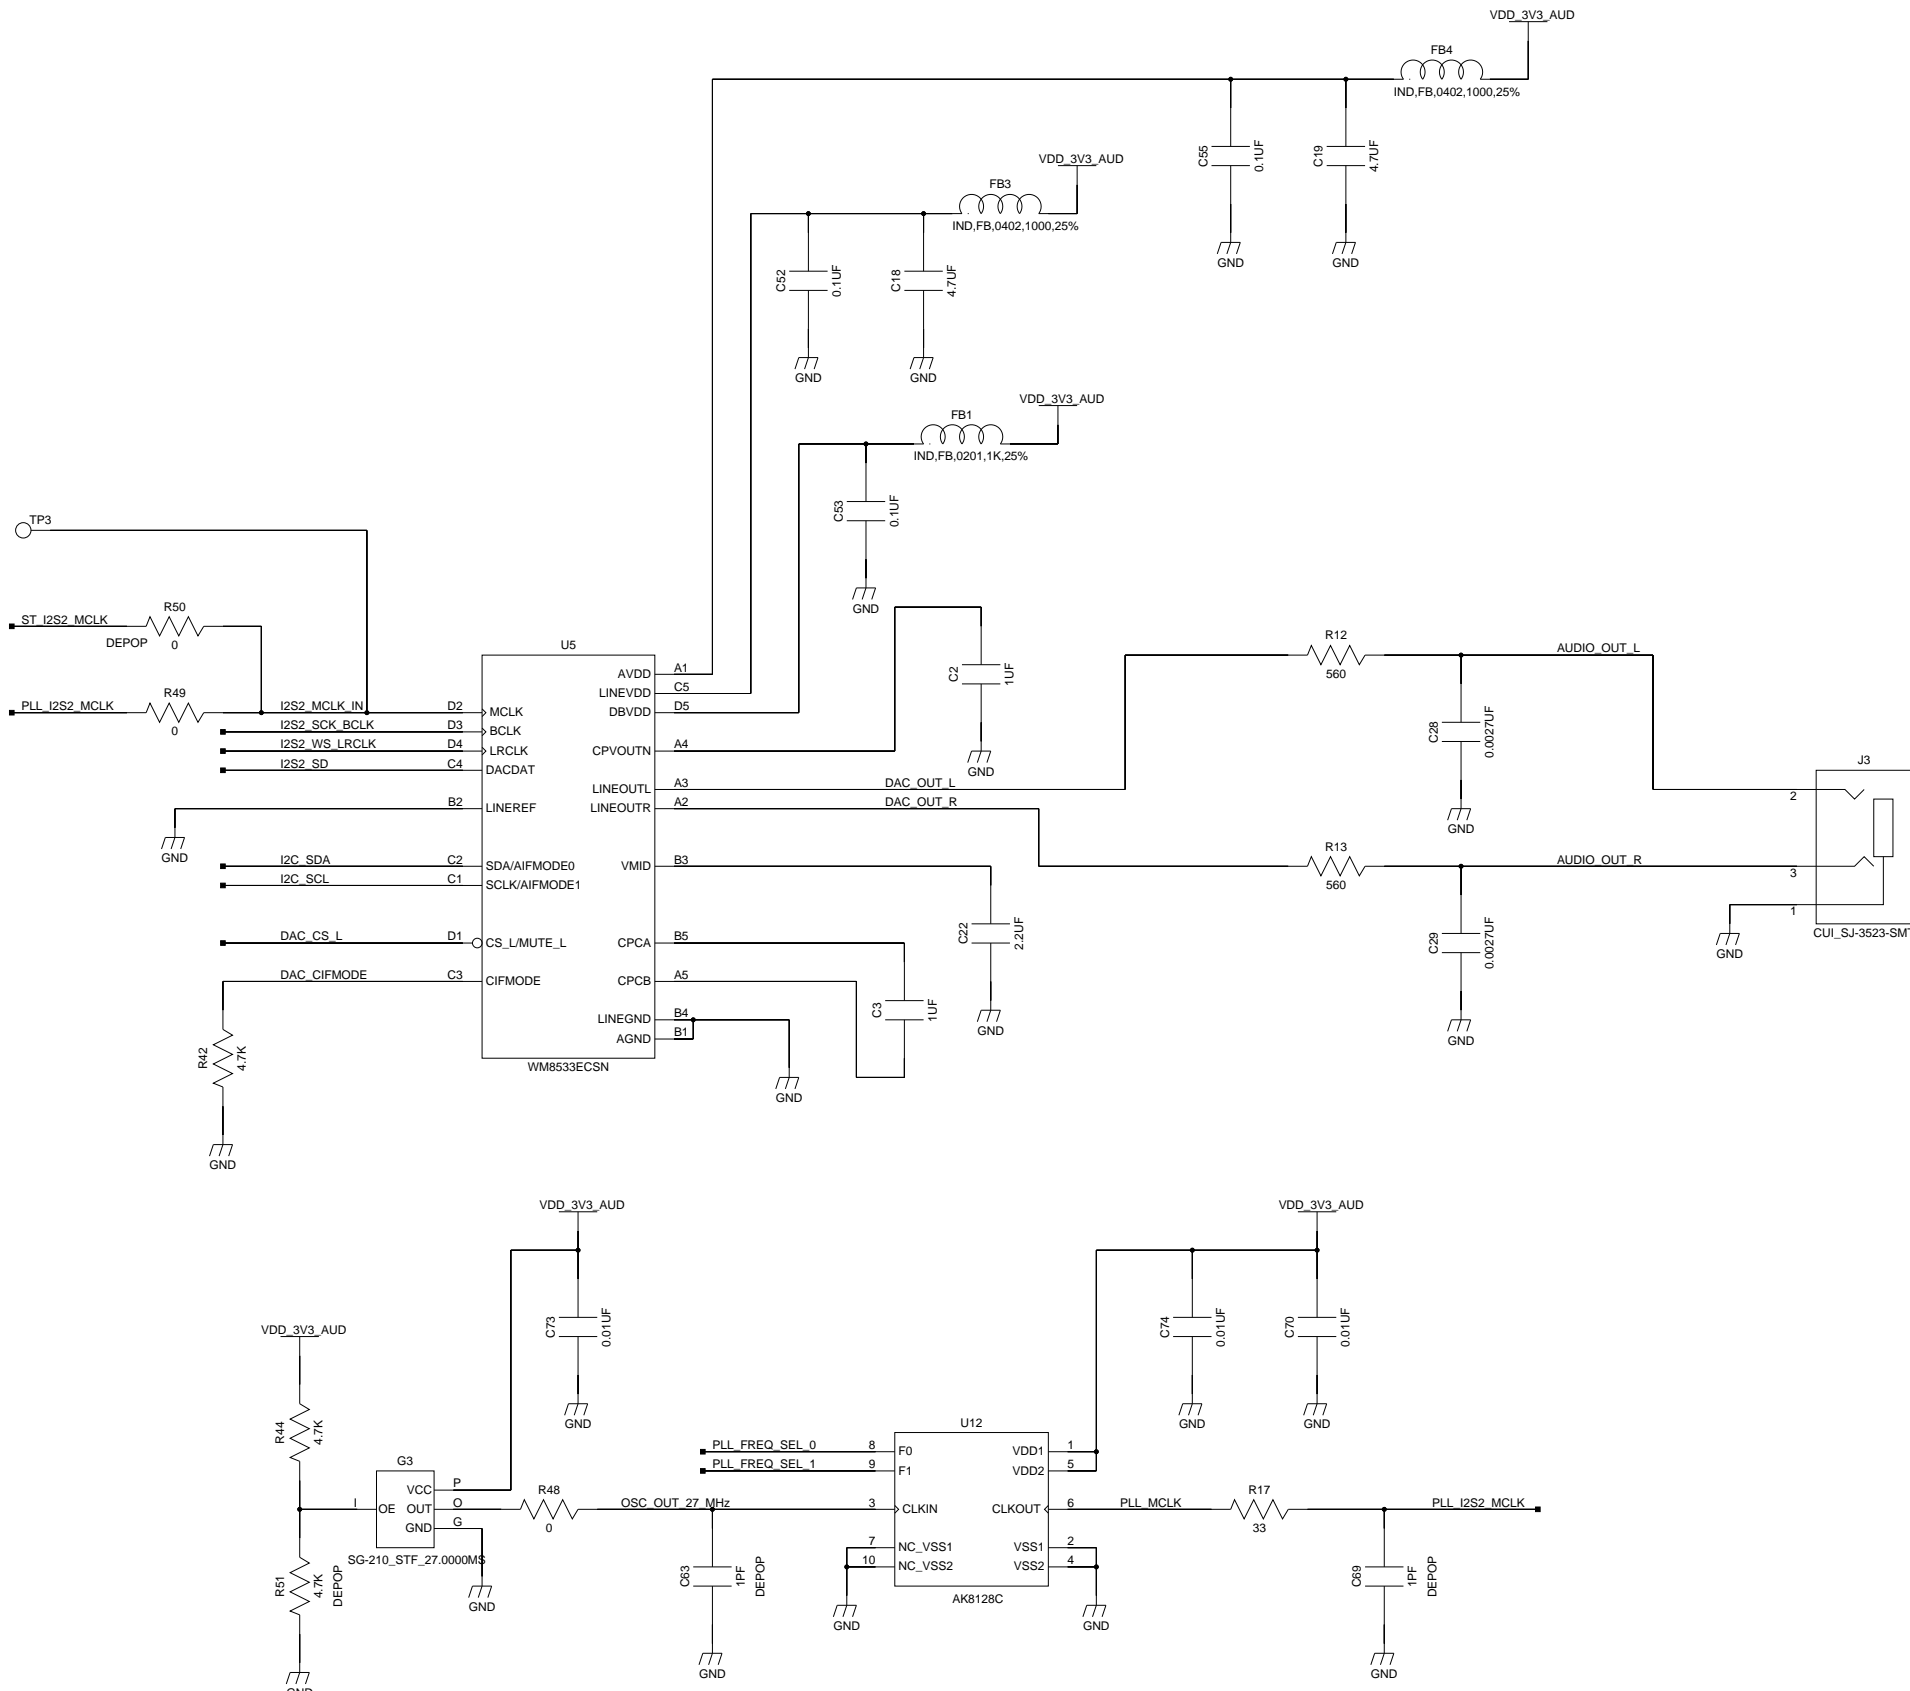 VDD_3V3_AUD
FB4
IND,FB,0402,1000,25%
C55
0.1UF
C19
4.7UF
GND
GND
VDD_3V3_AUD
FB3
IND,FB,0402,1000,25%
C52
0.1UF
C18
4.7UF
GND
GND
VDD_3V3_AUD
FB1
IND,FB,0201,1K,25%
C53
0.1UF
GND
TP3
ST_I2S2_MCLK
R50
DEPOP
0
PLL_I2S2_MCLK
R49
0
I2S2_MCLK_IN
I2S2_SCK_BCLK
I2S2_WS_LRCLK
I2S2_SD
GND
I2C_SDA
I2C_SCL
DAC_CS_L
DAC_CIFMODE
R42
4.7K
GND
U5
D2 MCLK
D3 BCLK
D4 LRCLK
C4 DACDAT
B2 LINEREF
C2 SDA/AIFMODE0
C1 SCLK/AIFMODE1
D1 CS_L/MUTE_L
C3 CIFMODE
AVDD A1
LINEVDD C5
DBVDD D5
CPVOUTN A4
LINEOUTL A3
LINEOUTR A2
VMID B3
CPCA B5
CPCB A5
LINEGND B4
AGND B1
WM8533ECSN
C2
1UF
GND
DAC_OUT_L
DAC_OUT_R
C22
2.2UF
GND
C3
1UF
GND
R12
560
AUDIO_OUT_L
C28
0.0027UF
GND
R13
560
AUDIO_OUT_R
C29
0.0027UF
GND
J3
2
3
1
GND
CUI_SJ-3523-SMT
VDD_3V3_AUD
C73
0.01UF
GND
VDD_3V3_AUD
R44
4.7K
R51
4.7K
DEPOP
GND
G3
I OE
VCC P
OUT O
GND G
SG-210_STF_27.0000MS
GND
R48
0
OSC_OUT_27_MHz
C63
1PF
DEPOP
GND
VDD_3V3_AUD
C74
0.01UF
C70
0.01UF
GND
GND
PLL_FREQ_SEL_0
PLL_FREQ_SEL_1
U12
8 F0
9 F1
3 CLKIN
7 NC_VSS1
10 NC_VSS2
VDD1 1
VDD2 5
CLKOUT 6
VSS1 2
VSS2 4
AK8128C
GND
GND
PLL_MCLK
R17
33
PLL_I2S2_MCLK
C69
1PF
DEPOP
GND